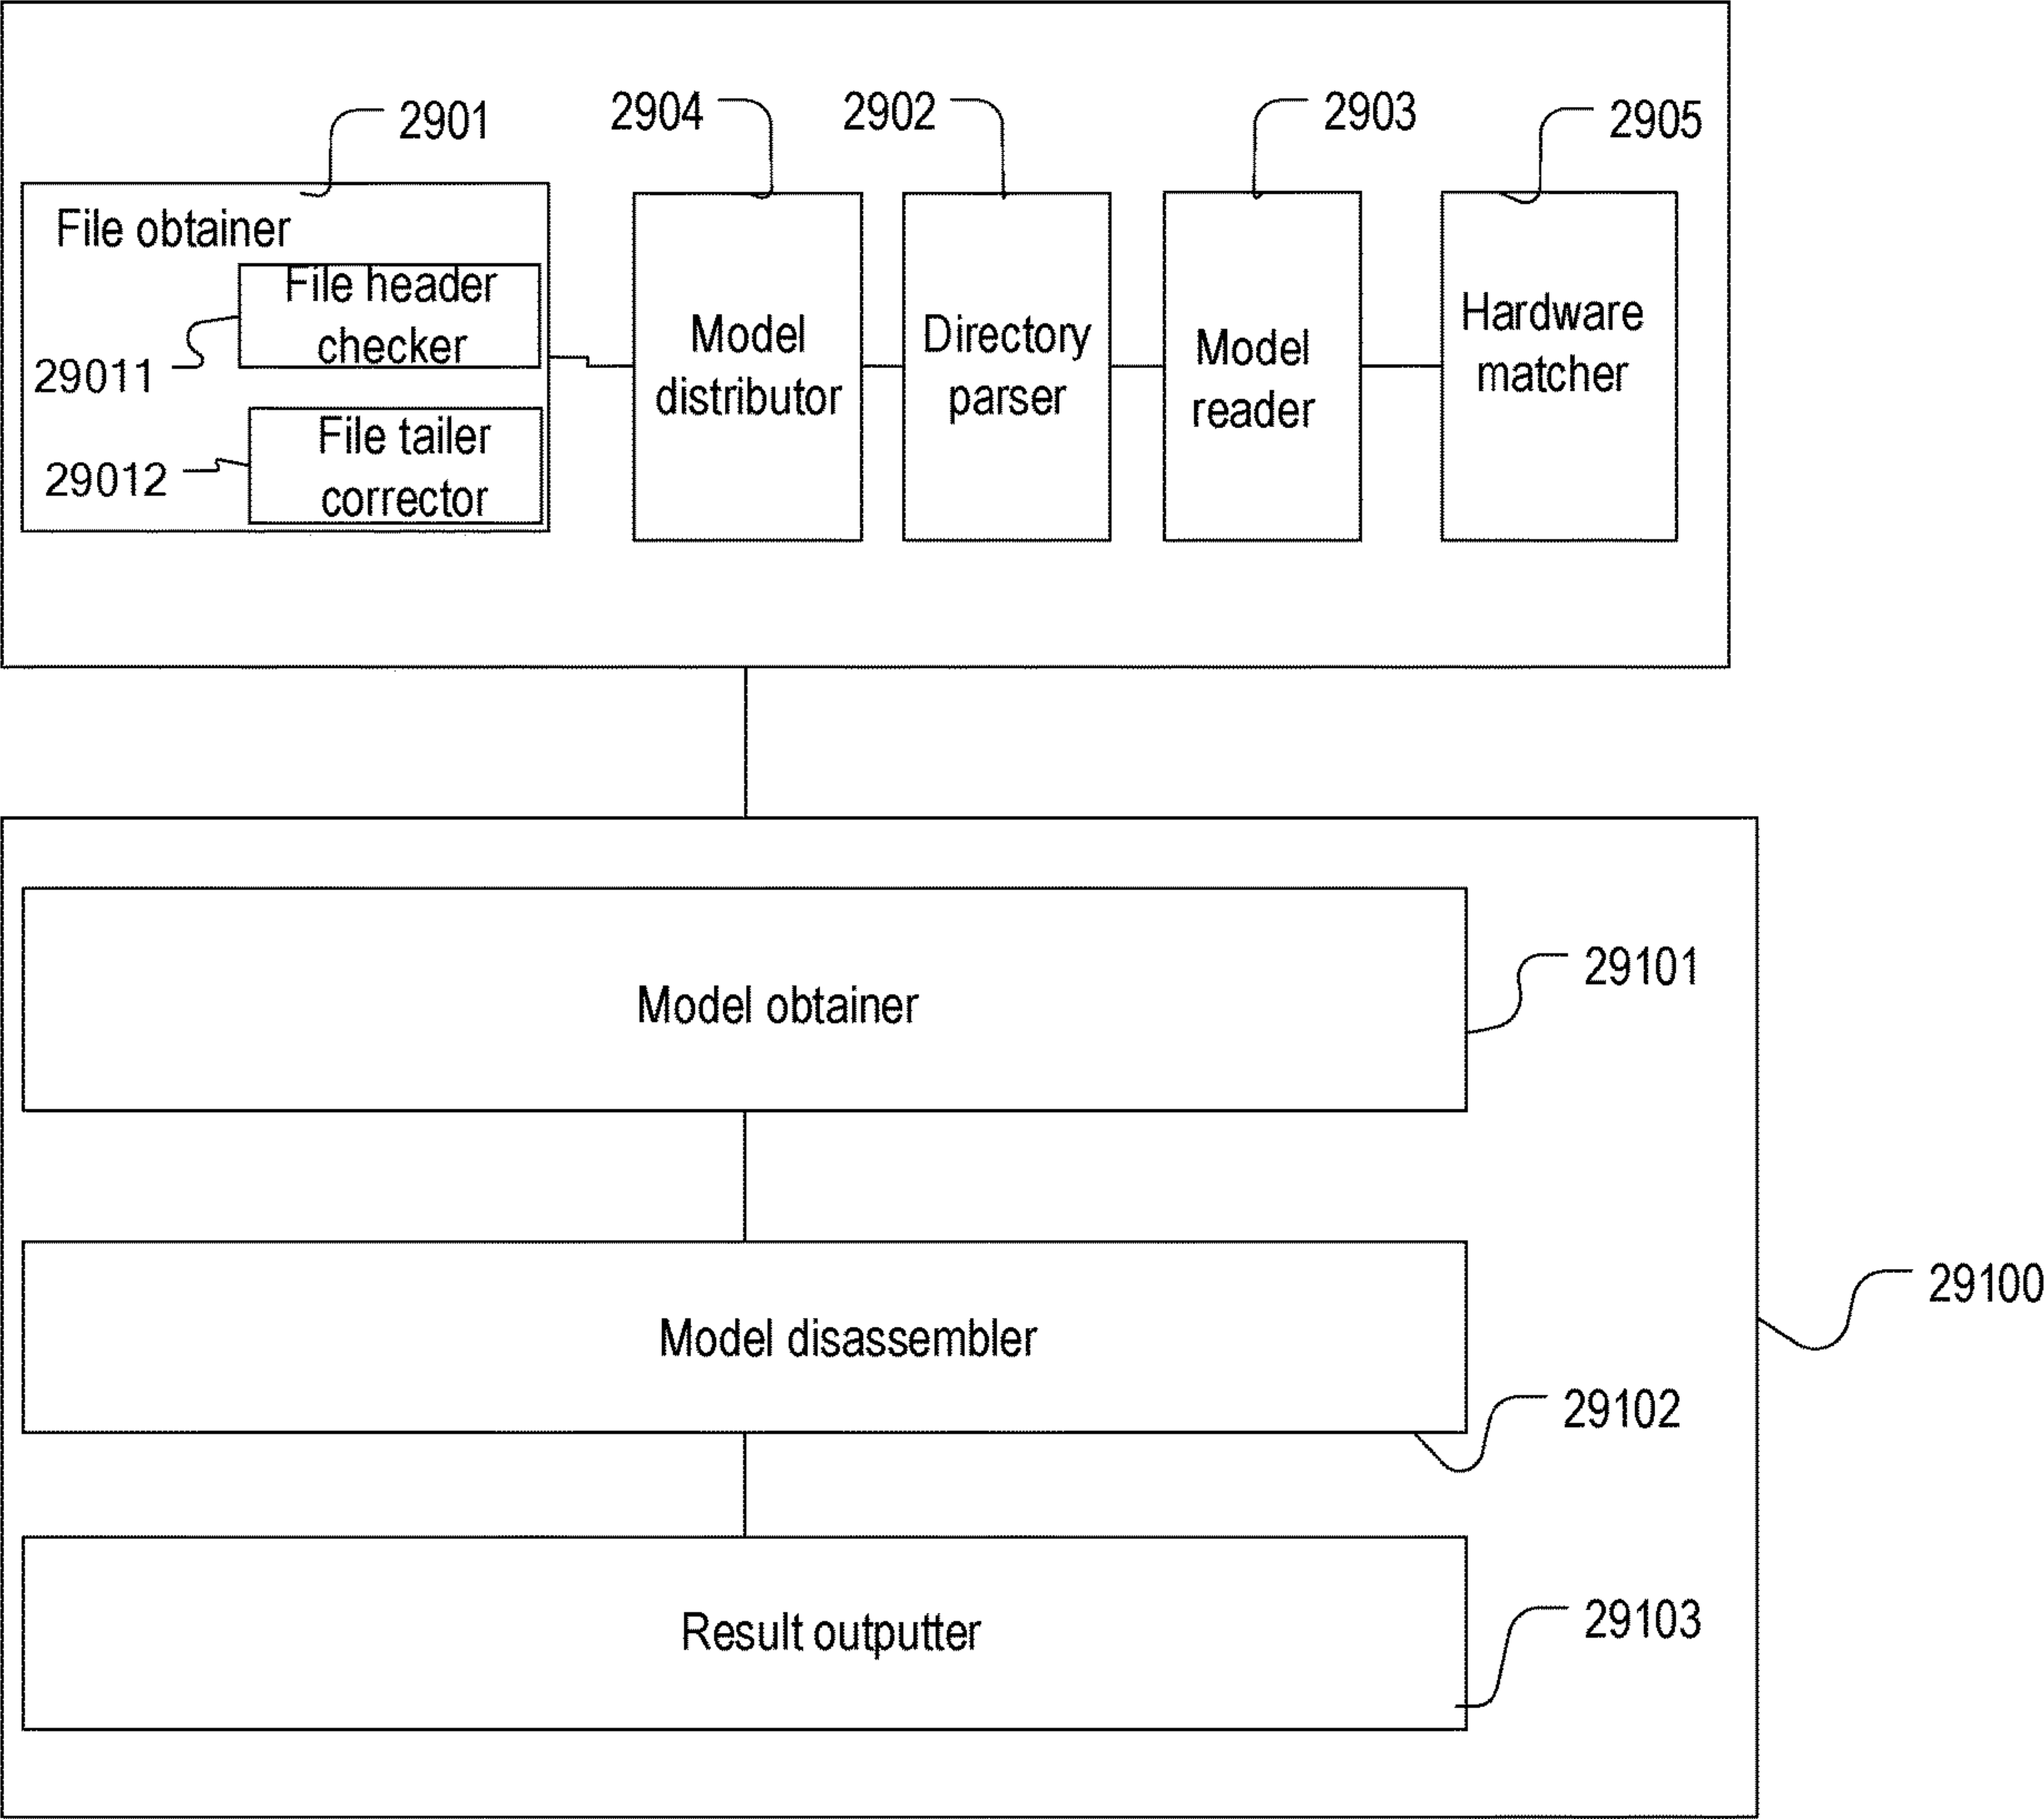 2901
2904
2902
2903
2905
File obtainer
File header
checker
29011
File tailer
corrector
29012
Model
distributor
Directory
parser
Model
reader
Hardware
matcher
Model obtainer
29101
Model disassembler
29102
29100
Result outputter
29103